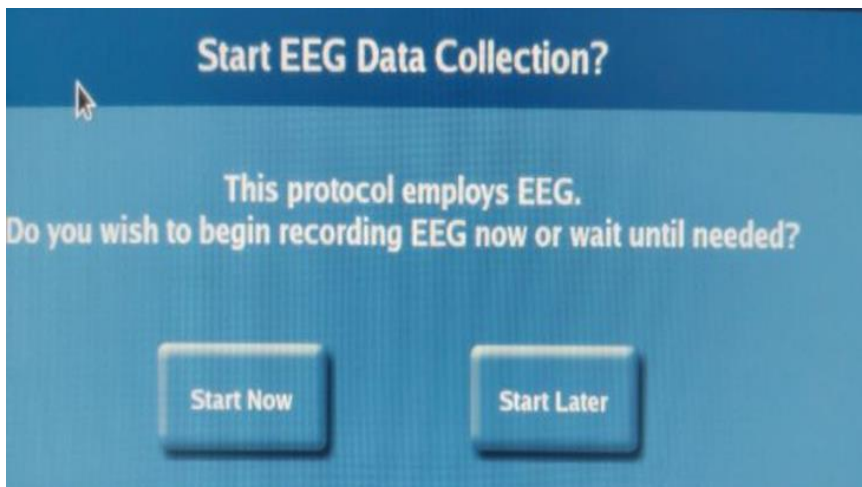 Start EEG Data Collection?
This protocol employs EEG.
Do you wish to begin recording EEG now or wait until needed?
Start Now
Start Later